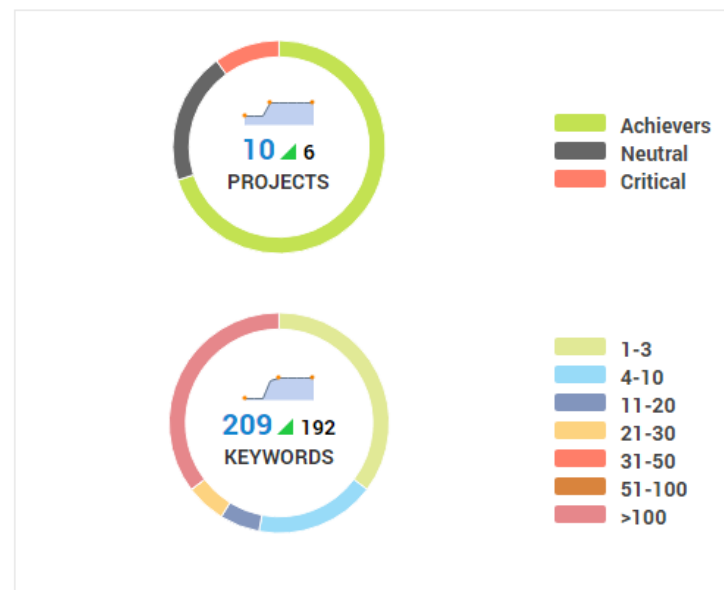 10 6
PROJECTS
Achievers
Neutral
Critical
209 192
KEYWORDS
1-3
4-10
11-20
21-30
31-50
51-100
>100